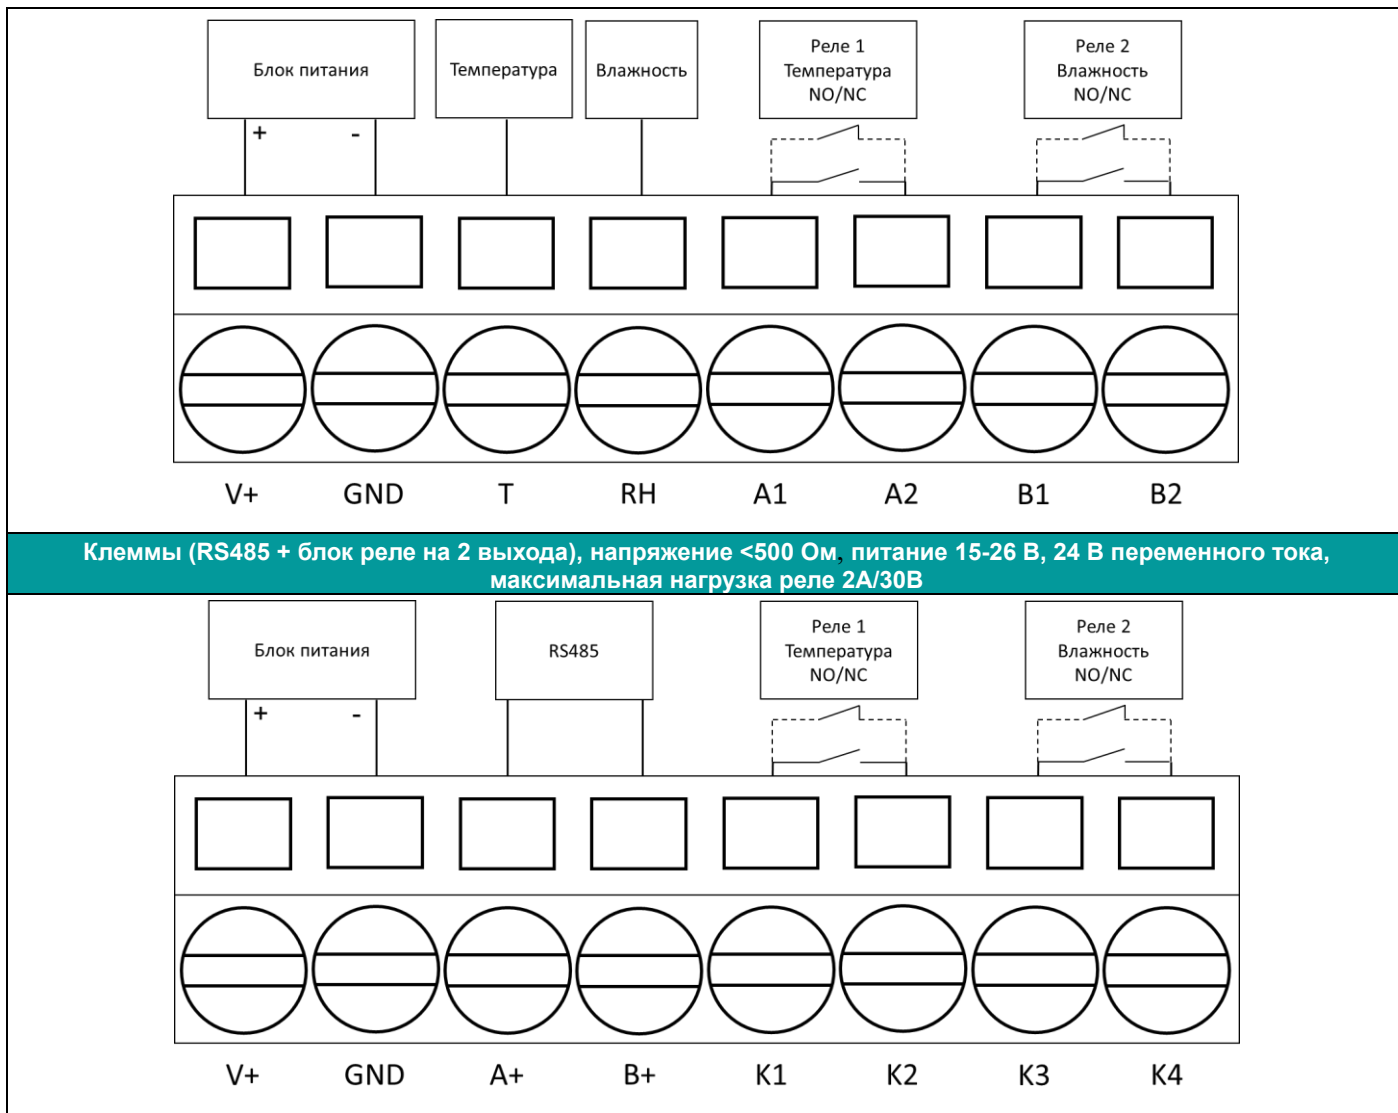 Блок питания
Температура
Влажность
Реле 1
Температура
NO/NC
Реле 2
Влажность
NO/NC
+ -
V+ GND T RH A1 A2 B1 B2
Клеммы (RS485 + блок реле на 2 выхода), напряжение <500 Ом, питание 15-26 В, 24 В переменного тока,
максимальная нагрузка реле 2А/30В
Блок питания
RS485
Реле 1
Температура
NO/NC
Реле 2
Влажность
NO/NC
+ -
V+ GND A+ B+ K1 K2 K3 K4